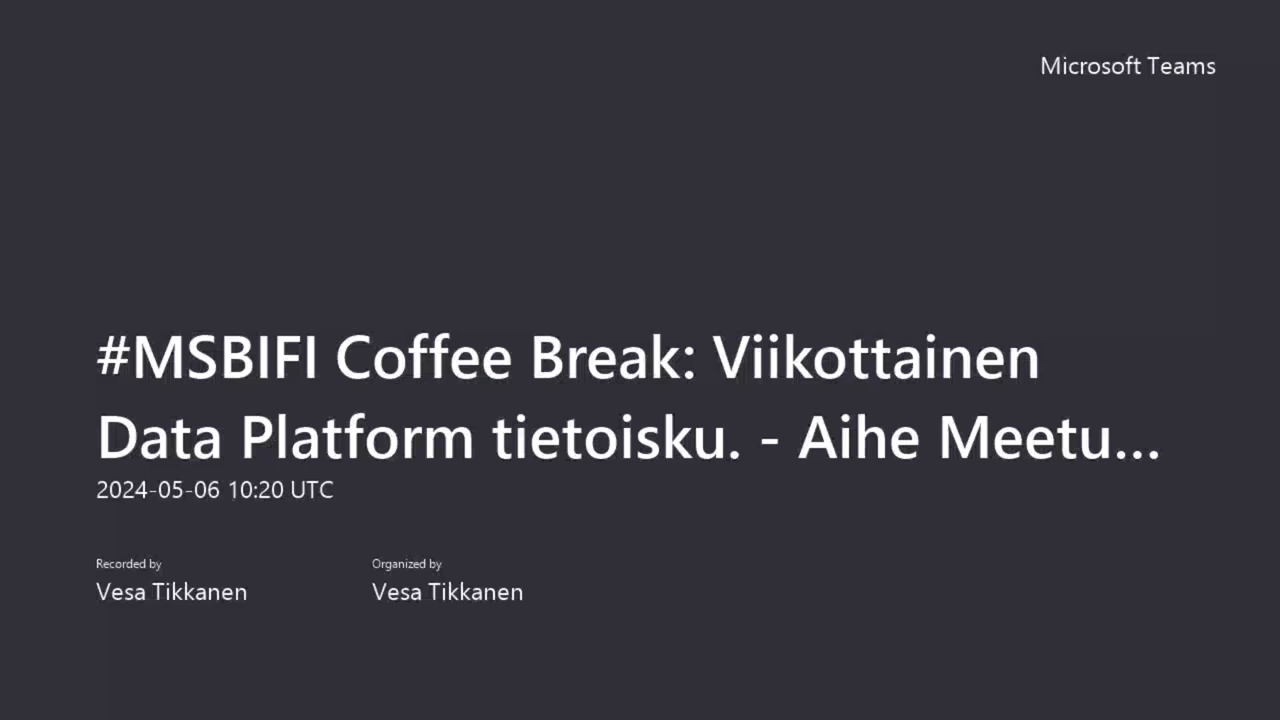 Microsoft Teams
#MSBIFI Coffee Break: Viikottainen
Data Platform tietoisku. - Aihe Meetu...
2024-05-06 10:20 UTC
Recorded by
Vesa Tikkanen
Organized by
Vesa Tikkanen